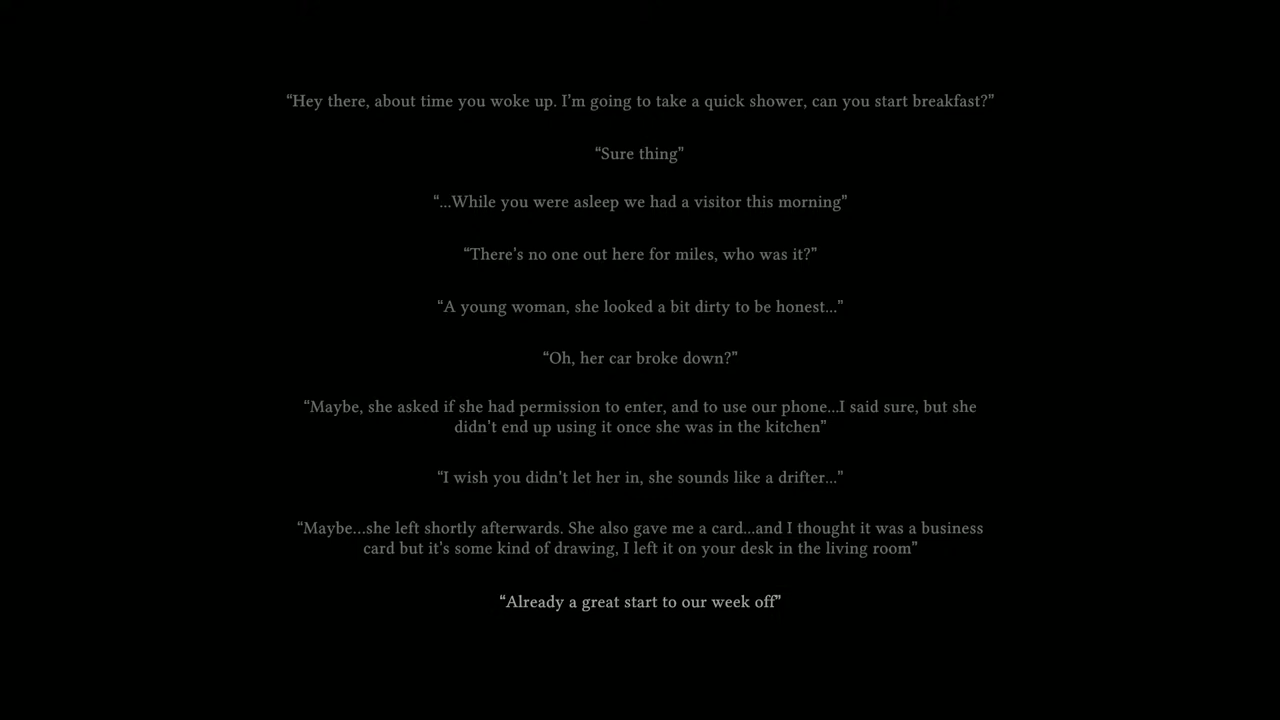 “Hey there, about time you woke up. I’m going to take a quick shower, can you start breakfast?”
“Sure thing”
“...While you were asleep we had a visitor this morning”
“There’s no one out here for miles, who was it?”
“A young woman, she looked a bit dirty to be honest...”
“Oh, her car broke down?”
“Maybe, she asked if she had permission to enter, and to use our phone...I said sure, but she
didn’t end up using it once she was in the kitchen”
“I wish you didn’t let her in, she sounds like a drifter...”
“Maybe...she left shortly afterwards. She also gave me a card...and I thought it was a business
card but it’s some kind of drawing, I left it on your desk in the living room”
“Already a great start to our week off”